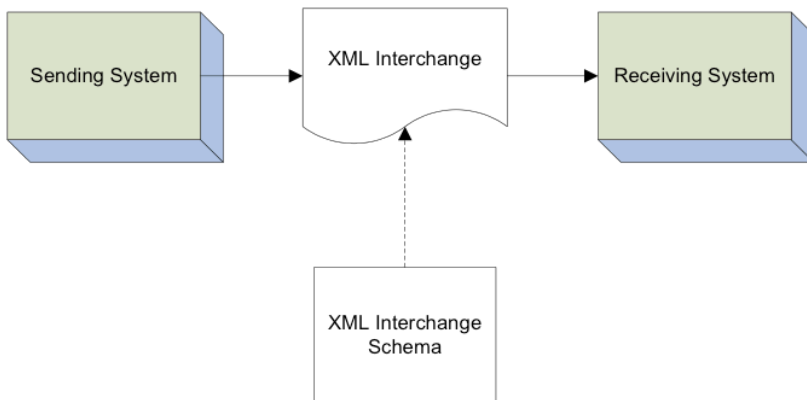 Sending System
XML Interchange
Receiving System
XML Interchange
Schema